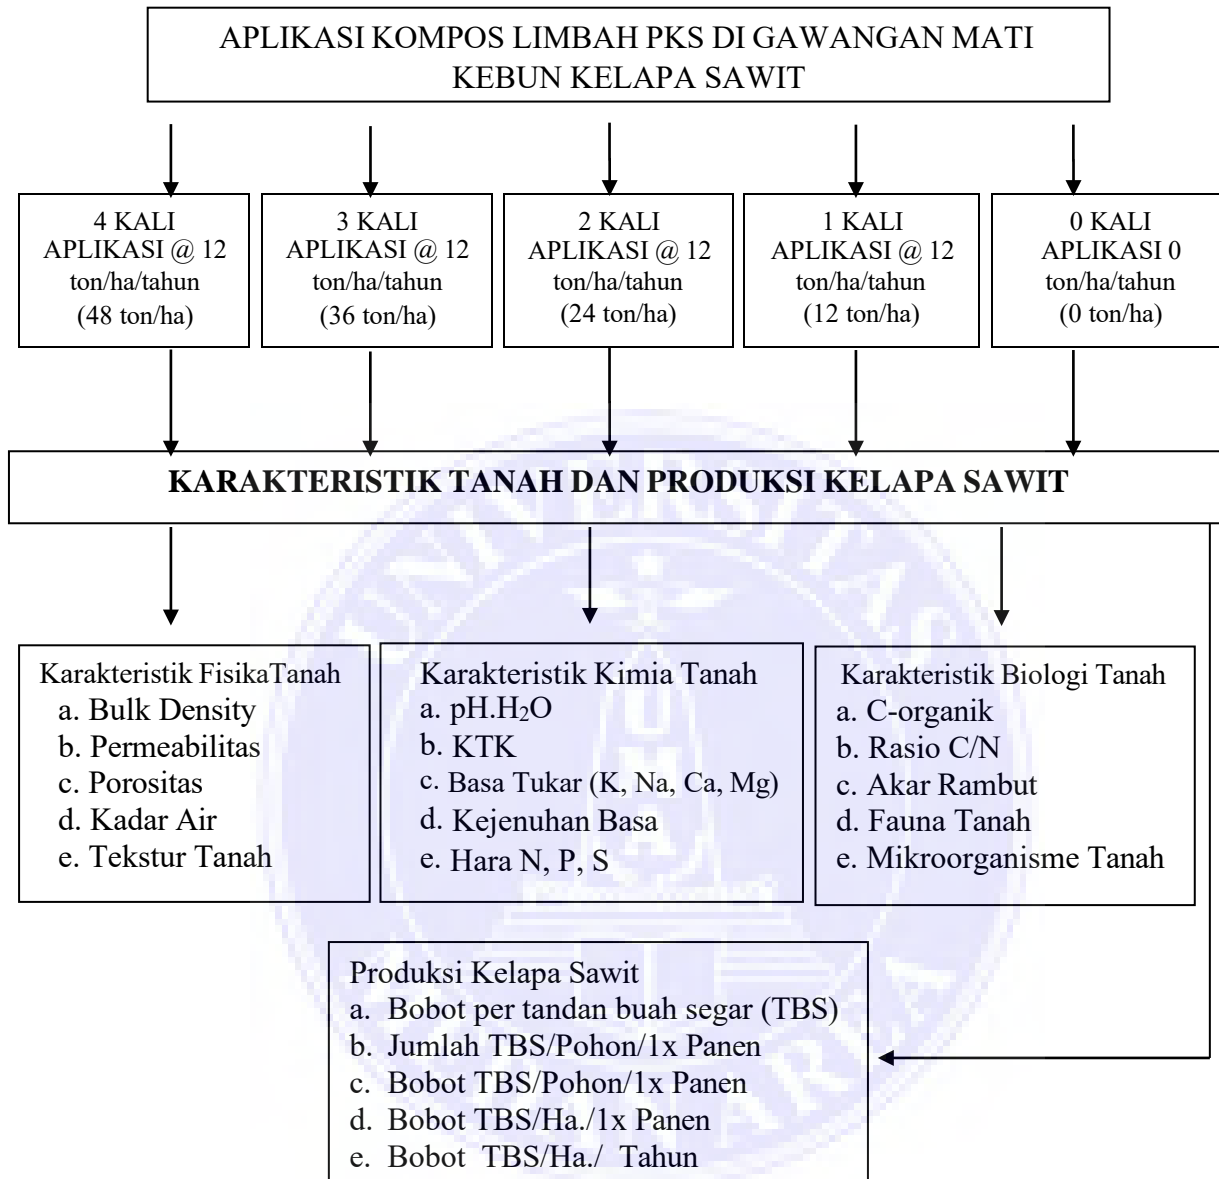 APLIKASI KOMPOS LIMBAH PKS DI GAWANGAN MATI
KEBUN KELAPA SAWIT
4 KALI
APLIKASI @ 12
ton/ha/tahun
(48 ton/ha)
3 KALI
APLIKASI @ 12
ton/ha/tahun
(36 ton/ha)
2 KALI
APLIKASI @ 12
ton/ha/tahun
(24 ton/ha)
1 KALI
APLIKASI @ 12
ton/ha/tahun
(12 ton/ha)
0 KALI
APLIKASI 0
ton/ha/tahun
(0 ton/ha)
KARAKTERISTIK TANAH DAN PRODUKSI KELAPA SAWIT
Karakteristik FisikaTanah
a. Bulk Density
b. Permeabilitas
c. Porositas
d. Kadar Air
e. Tekstur Tanah
Karakteristik Kimia Tanah
a. pH.H₂O
b. KTK
c. Basa Tukar (K, Na, Ca, Mg)
d. Kejenuhan Basa
e. Hara N, P, S
Karakteristik Biologi Tanah
a. C-organik
b. Rasio C/N
c. Akar Rambut
d. Fauna Tanah
e. Mikroorganisme Tanah
Produksi Kelapa Sawit
a. Bobot per tandan buah segar (TBS)
b. Jumlah TBS/Pohon/1x Panen
c. Bobot TBS/Pohon/1x Panen
d. Bobot TBS/Ha./1x Panen
e. Bobot TBS/Ha./ Tahun
UNIVERSITAS
MEDAN AREA